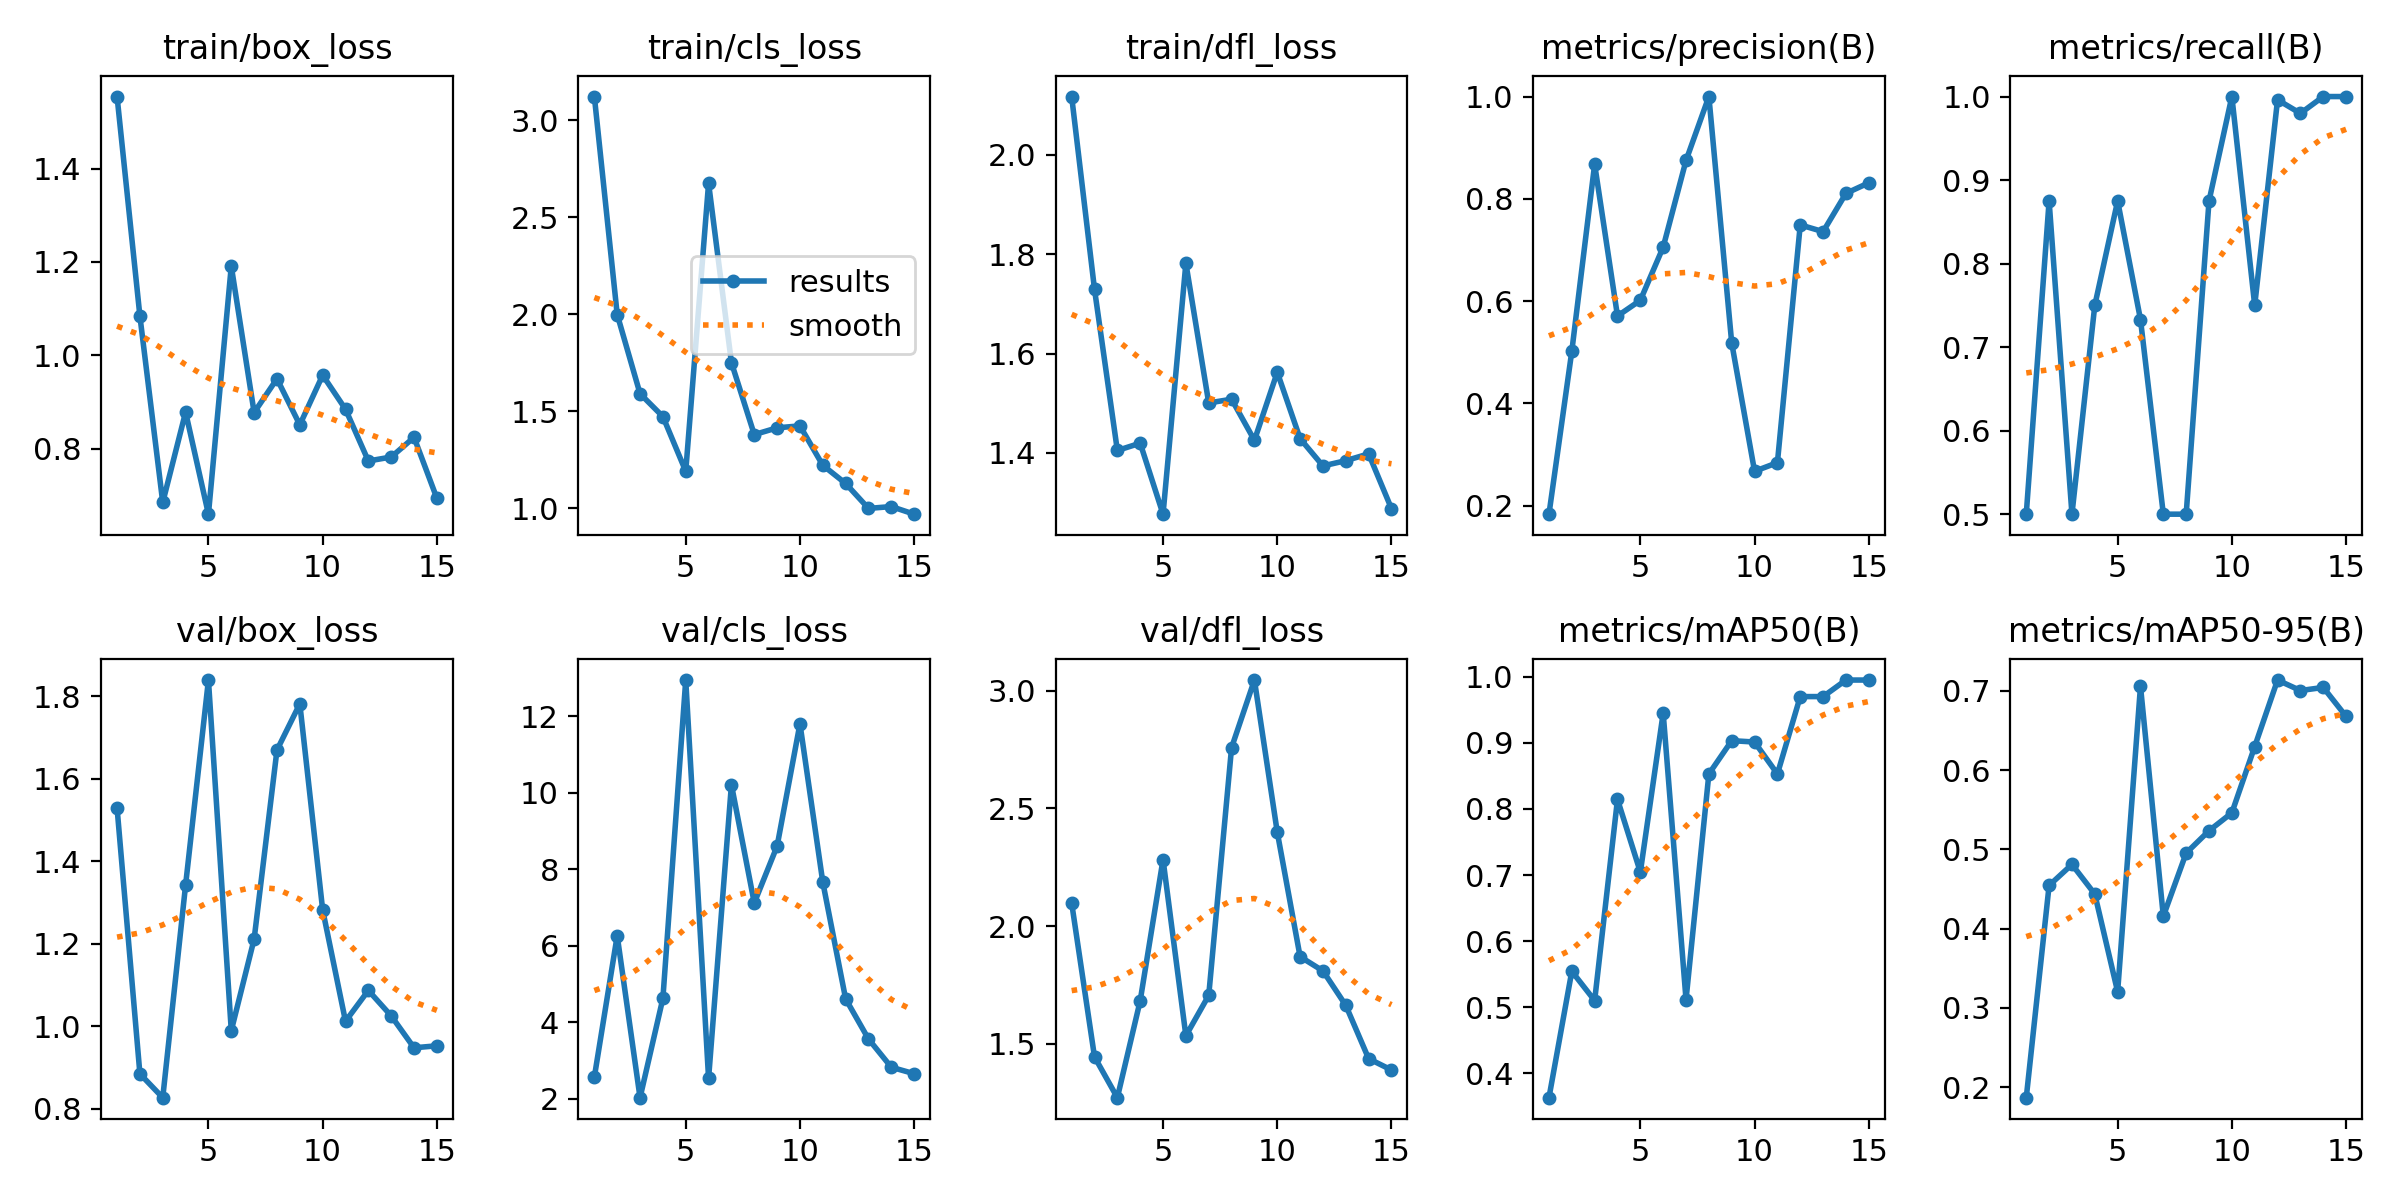 train/box_loss
1.4
1.2
1.0
0.8
5 10 15
train/cls_loss
3.0
2.5
2.0
1.5
1.0
5 10 15
results
smooth
train/dfl_loss
2.0
1.8
1.6
1.4
5 10 15
metrics/precision(B)
1.0
0.8
0.6
0.4
0.2
5 10 15
metrics/recall(B)
1.0
0.9
0.8
0.7
0.6
0.5
5 10 15
val/box_loss
1.8
1.6
1.4
1.2
1.0
0.8
5 10 15
val/cls_loss
12
10
8
6
4
2
5 10 15
val/dfl_loss
3.0
2.5
2.0
1.5
5 10 15
metrics/mAP50(B)
1.0
0.9
0.8
0.7
0.6
0.5
0.4
5 10 15
metrics/mAP50-95(B)
0.7
0.6
0.5
0.4
0.3
0.2
5 10 15